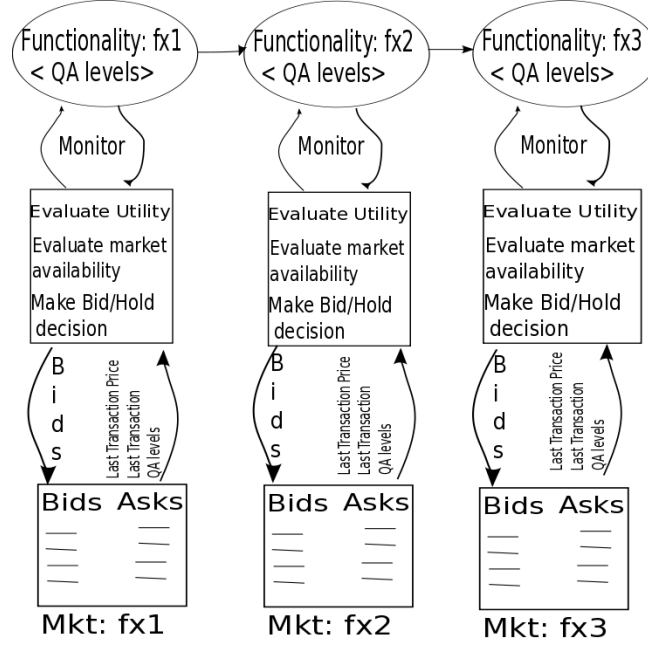 Functionality: fx1
< QA levels>
Monitor
Evaluate Utility
Evaluate market
availability
Make Bid/Hold
decision
Bids
Last Transaction Price
Last Transaction
QA levels
Bids Asks
Mkt: fx1
Functionality: fx2
< QA levels>
Monitor
Evaluate Utility
Evaluate market
availability
Make Bid/Hold
decision
Bids
Last Transaction Price
Last Transaction
QA levels
Bids Asks
Mkt: fx2
Functionality: fx3
< QA levels>
Monitor
Evaluate Utility
Evaluate market
availability
Make Bid/Hold
decision
Bids
Last Transaction Price
Last Transaction
QA levels
Bids Asks
Mkt: fx3